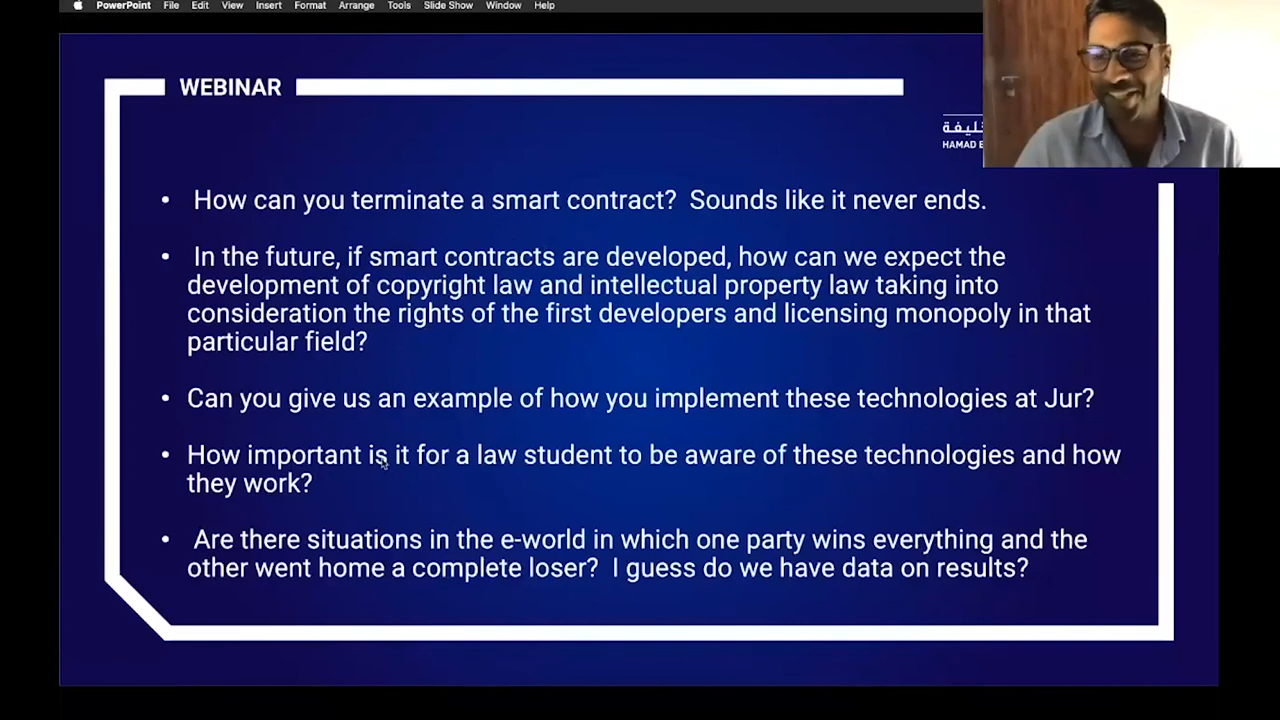 PowerPoint File Edit View Insert Format Arrange Tools Slide Show Window Help
WEBINAR
HAMAD
• How can you terminate a smart contract? Sounds like it never ends.
• In the future, if smart contracts are developed, how can we expect the
development of copyright law and intellectual property law taking into
consideration the rights of the first developers and licensing monopoly in that
particular field?
• Can you give us an example of how you implement these technologies at Jur?
• How important is it for a law student to be aware of these technologies and how
they work?
• Are there situations in the e-world in which one party wins everything and the
other went home a complete loser? I guess do we have data on results?